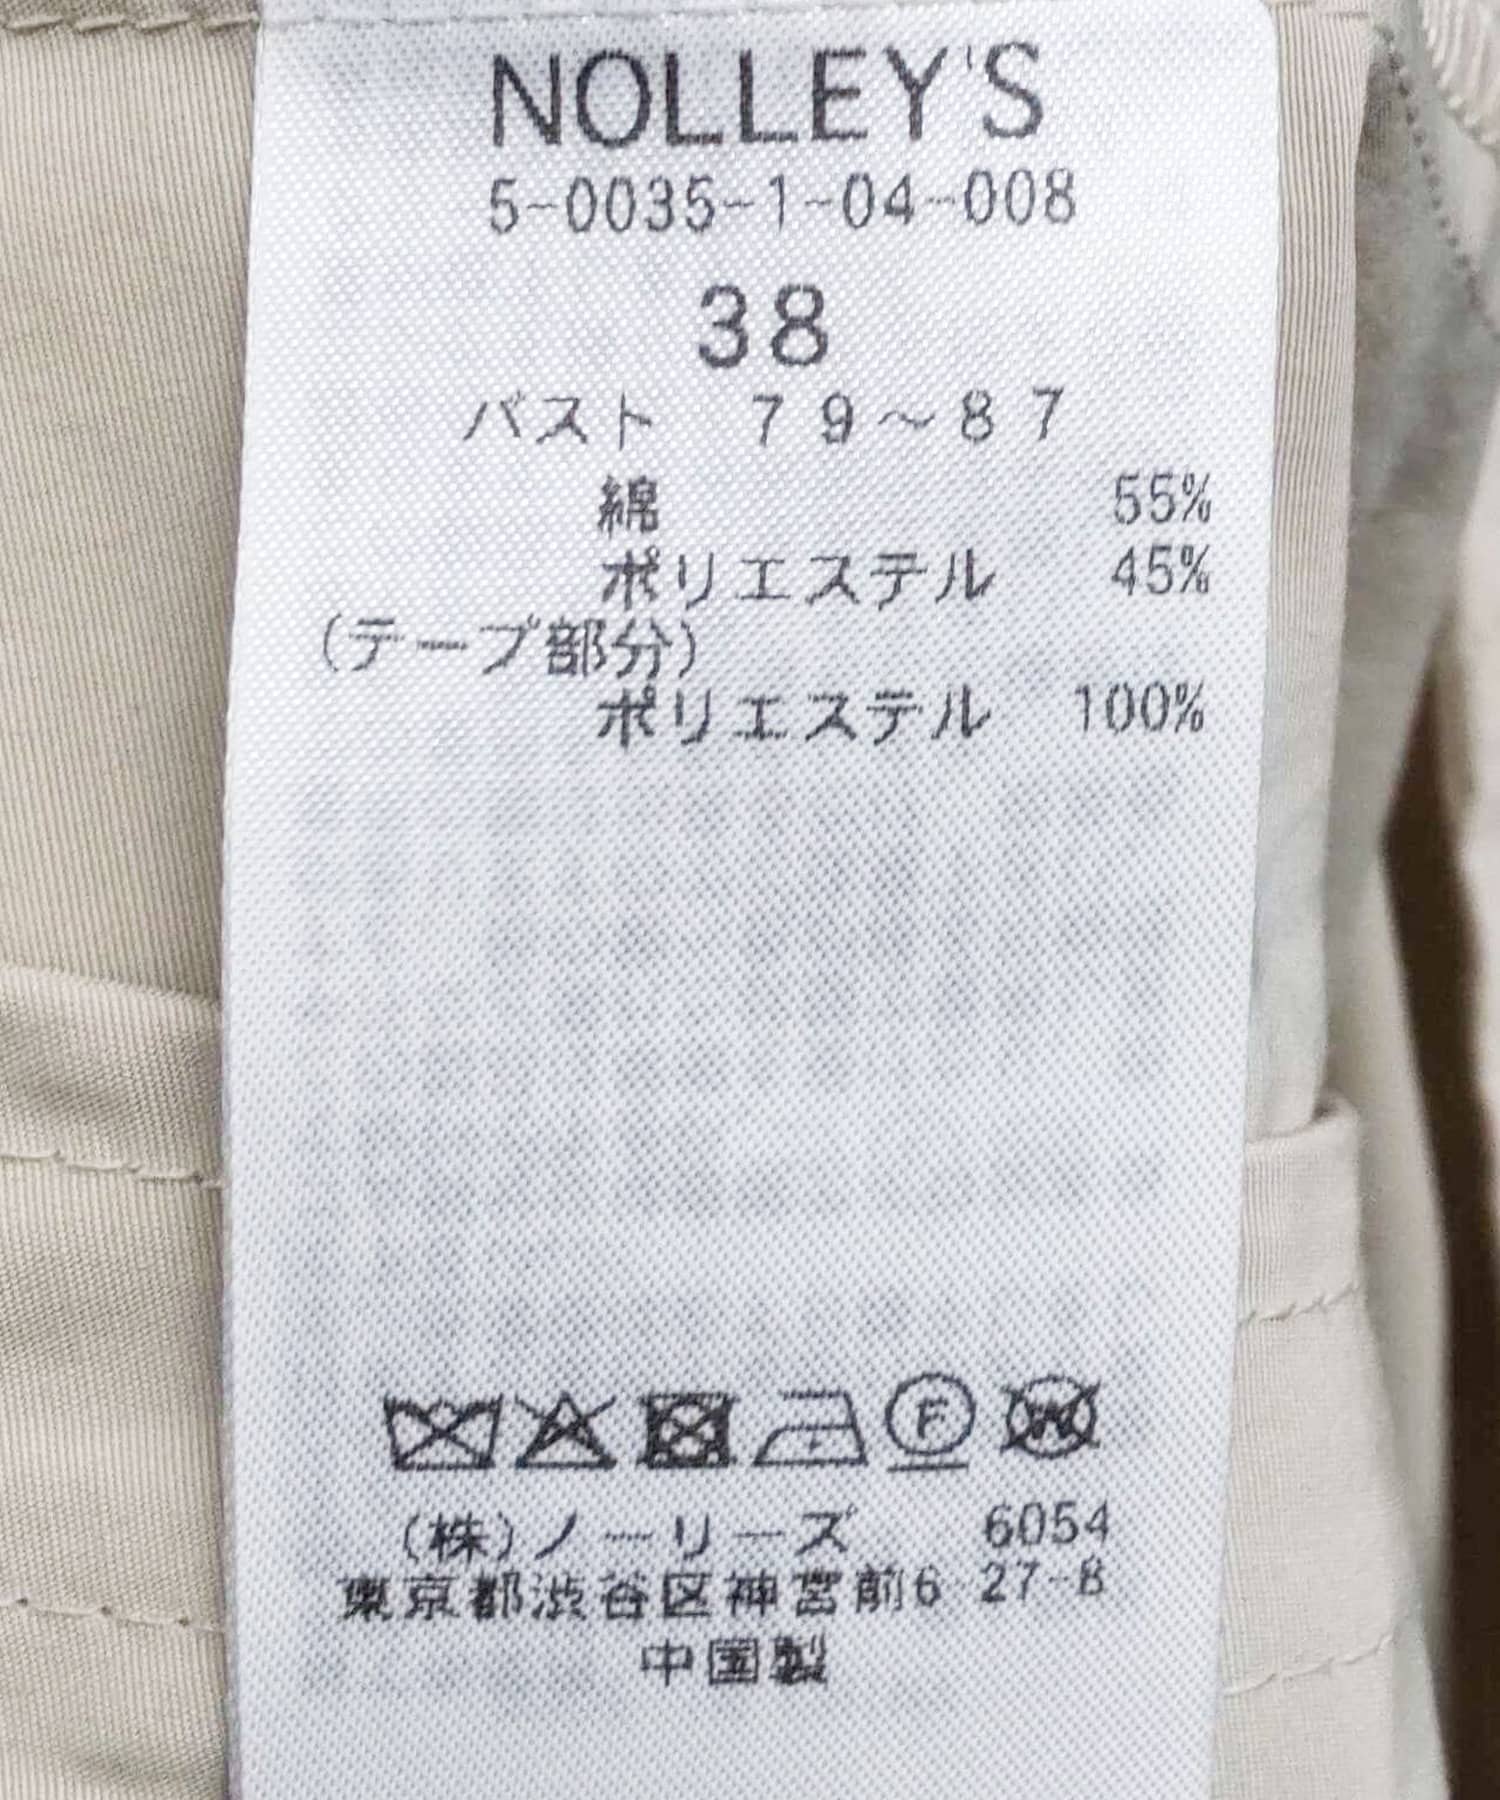 NOLLEY'S
5-0035-1-04-008
38
バスト 79～87
綿 55%
ポリエステル 45%
(テープ部分)
ポリエステル 100%
F
W
(株)ノーリーズ 6054
東京都渋谷区神宮前6-27-8
中国製